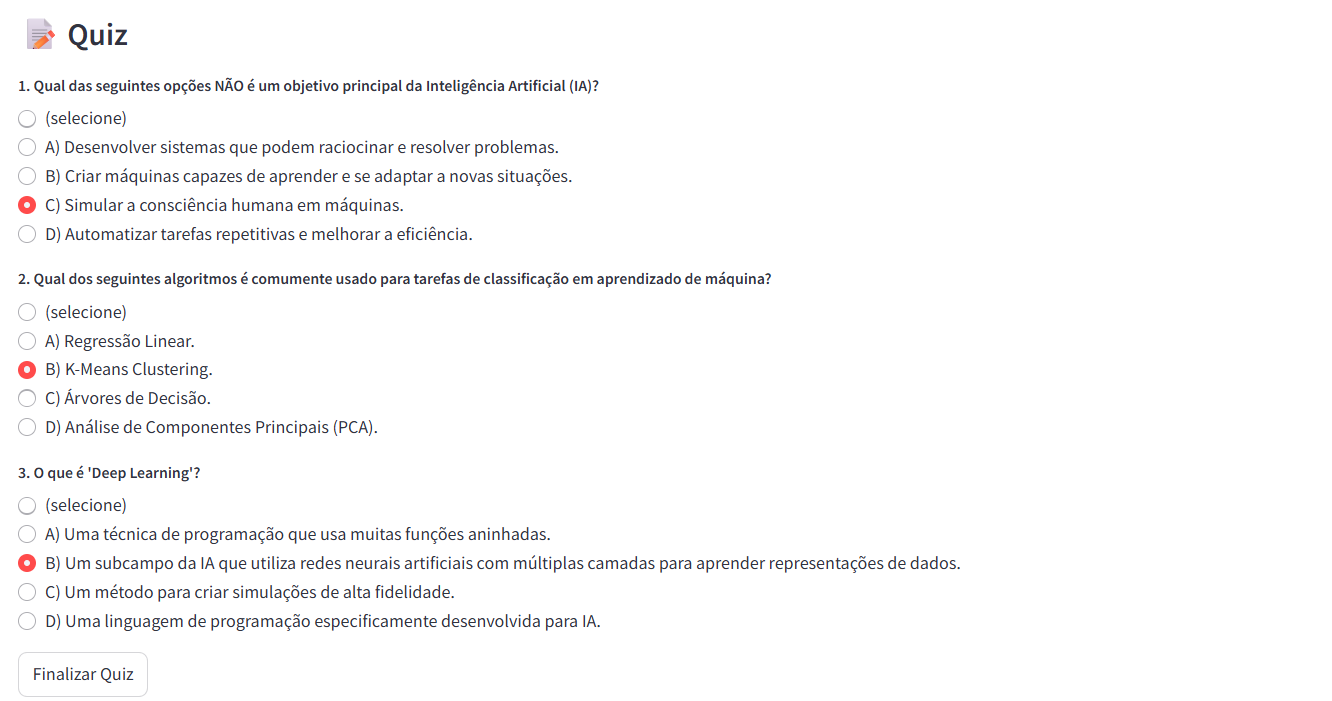 Quiz
1. Qual das seguintes opções NÃO é um objetivo principal da Inteligência Artificial (IA)?
(selecione)
A) Desenvolver sistemas que podem raciocinar e resolver problemas.
B) Criar máquinas capazes de aprender e se adaptar a novas situações.
C) Simular a consciência humana em máquinas.
D) Automatizar tarefas repetitivas e melhorar a eficiência.
2. Qual dos seguintes algoritmos é comumente usado para tarefas de classificação em aprendizado de máquina?
(selecione)
A) Regressão Linear.
B) K-Means Clustering.
C) Árvores de Decisão.
D) Análise de Componentes Principais (PCA).
3. O que é 'Deep Learning'?
(selecione)
A) Uma técnica de programação que usa muitas funções aninhadas.
B) Um subcampo da IA que utiliza redes neurais artificiais com múltiplas camadas para aprender representações de dados.
C) Um método para criar simulações de alta fidelidade.
D) Uma linguagem de programação especificamente desenvolvida para IA.
Finalizar Quiz